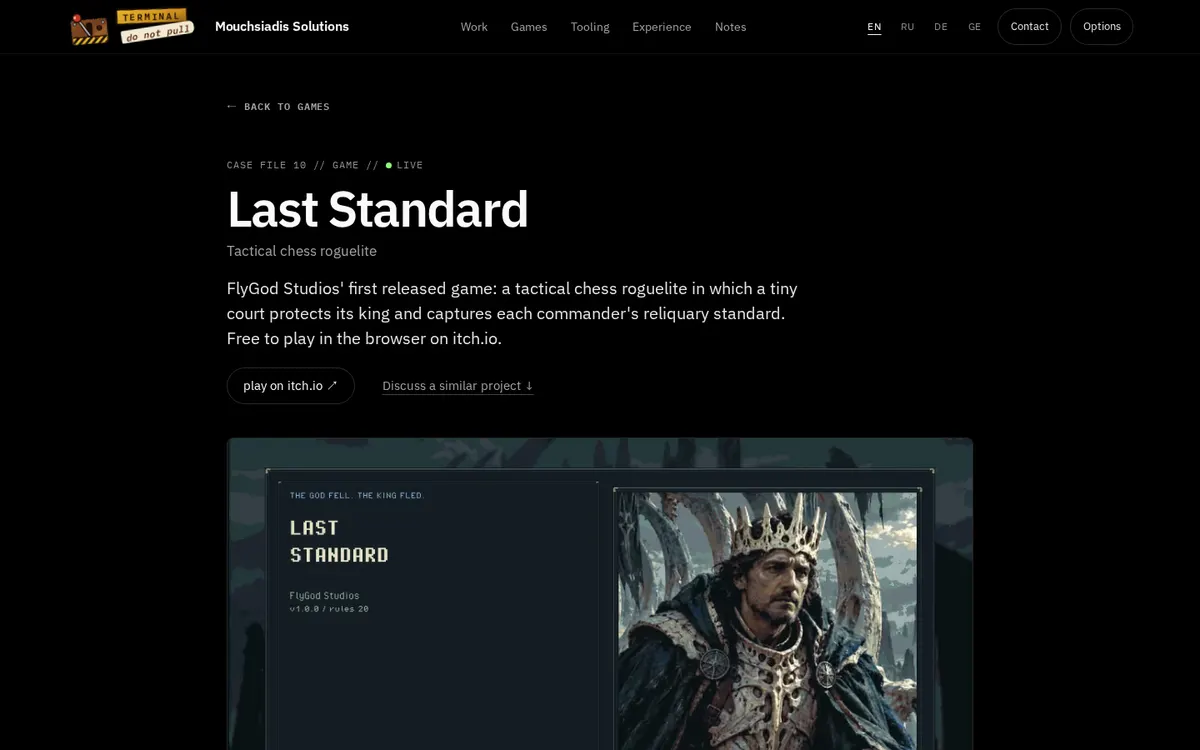 TERMINAL
do not pull
Mouchsiadis Solutions
Work
Games
Tooling
Experience
Notes
EN
RU
DE
GE
Contact
Options
← BACK TO GAMES
CASE FILE 10 // GAME // ● LIVE
Last Standard
Tactical chess roguelite
FlyGod Studios' first released game: a tactical chess roguelite in which a tiny
court protects its king and captures each commander's reliquary standard.
Free to play in the browser on itch.io.
play on itch.io ↗
Discuss a similar project ↓
THE GOD FELL. THE KING FLED.
LAST
STANDARD
FlyGod Studios
v1.0.0 / rules 20